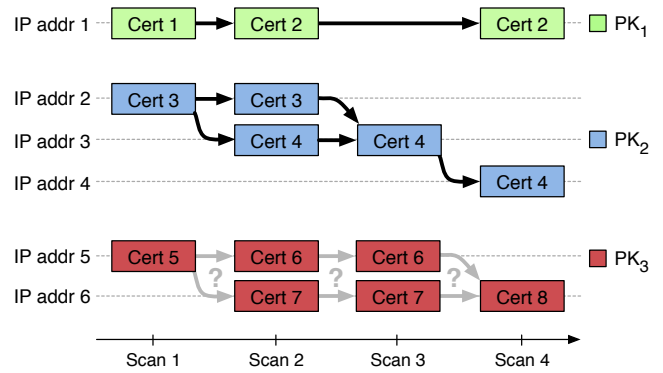 IP addr 1 Cert 1 Cert 2 Cert 2 PK1
IP addr 2 Cert 3 Cert 3
IP addr 3 Cert 4 Cert 4 PK2
IP addr 4 Cert 4
IP addr 5 Cert 5 Cert 6 Cert 6 PK3
? ? ?
IP addr 6 Cert 7 Cert 7 Cert 8
Scan 1 Scan 2 Scan 3 Scan 4